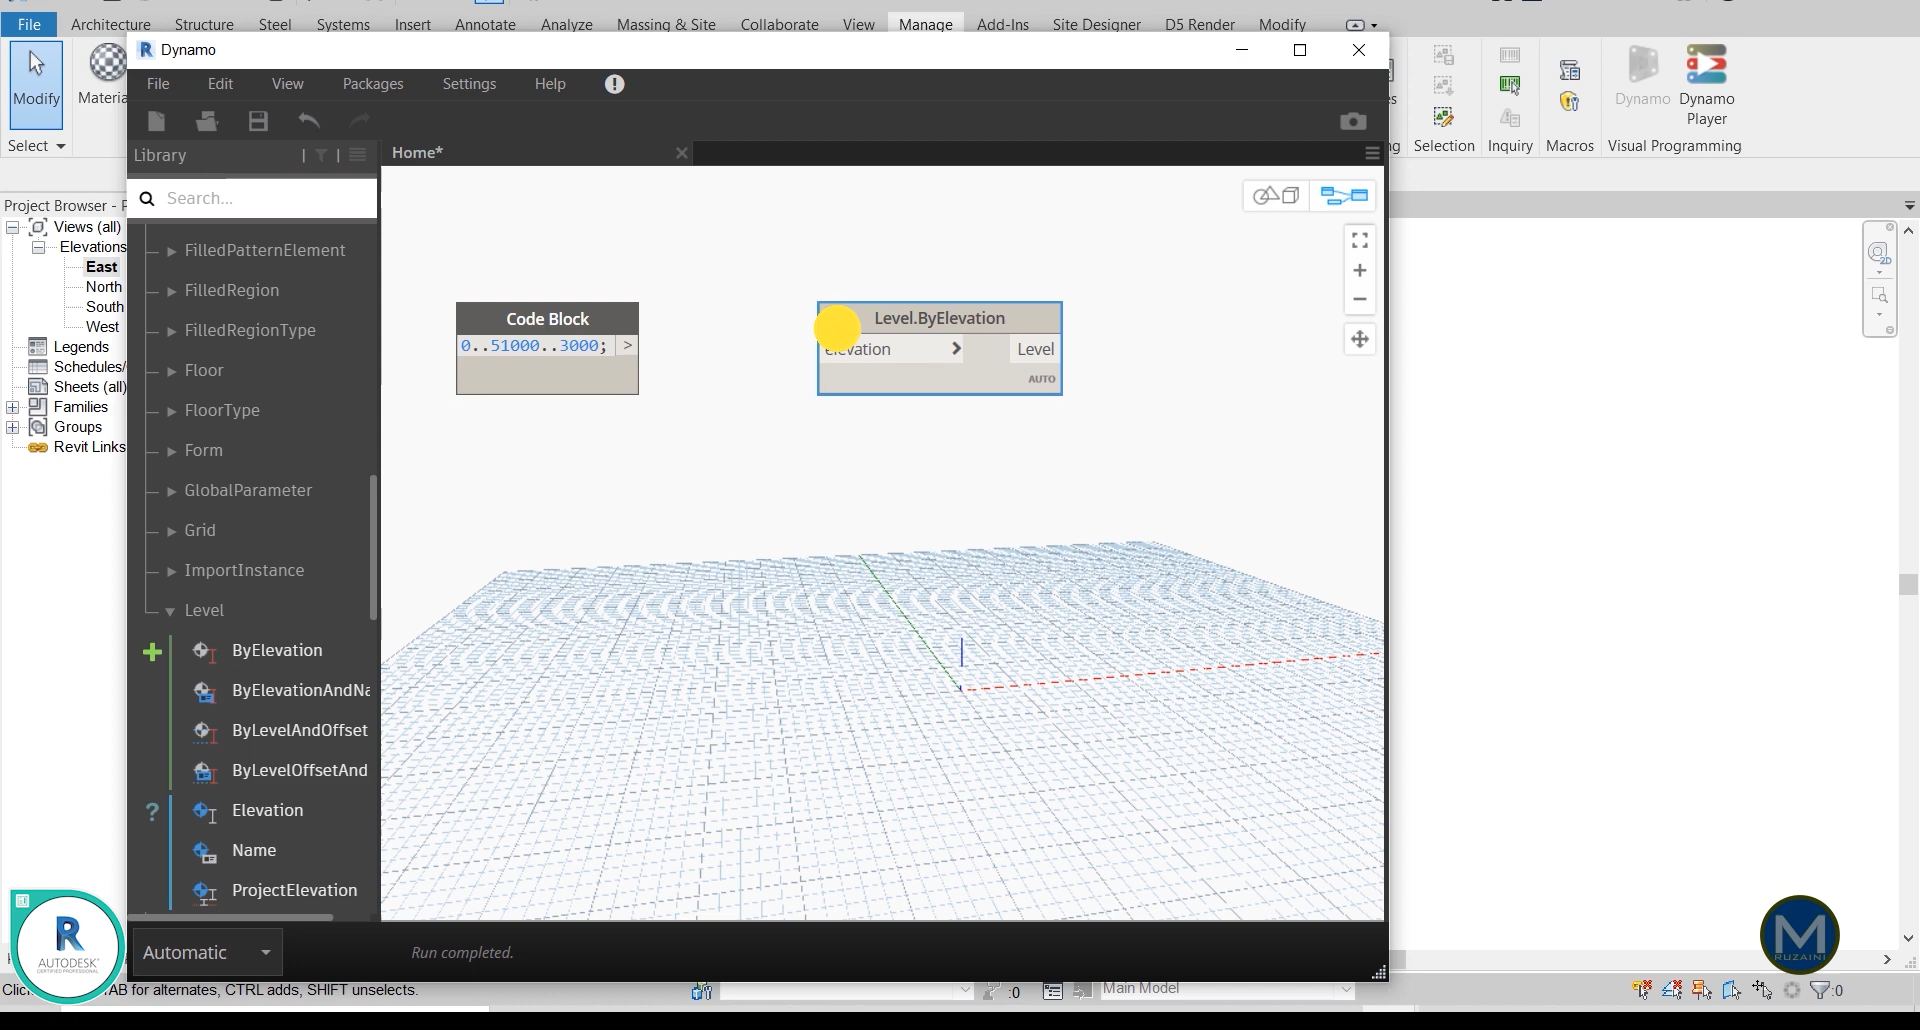 File Architecture Structure Steel Systems Insert Annotate Analyze Massing & Site Collaborate View Manage Add-Ins Site Designer D5 Render Modify
Dynamo
File Edit View Packages Settings Help
Modify
Select
Library
Home*
Search...
Dynamo
Dynamo Player
Selection Inquiry Macros Visual Programming
Project Browser -
Views (all)
Elevations
East
North
South
West
Legends
Schedules/
Sheets (all)
Families
Groups
Revit Links
FilledPatternElement
FilledRegion
FilledRegionType
Floor
FloorType
Form
GlobalParameter
Grid
ImportInstance
Level
ByElevation
ByElevationAndNa
ByLevelAndOffset
ByLevelOffsetAnd
Elevation
Name
ProjectElevation
Code Block
0..51000..3000; >
Level.ByElevation
elevation Level
AUTO
2D
R
AUTODESK
CERTIFIED PROFESSIONAL
Automatic
Run completed.
AB for alternates, CTRL adds, SHIFT unselects.
:0
Main Model
:0
M
RUZAINI